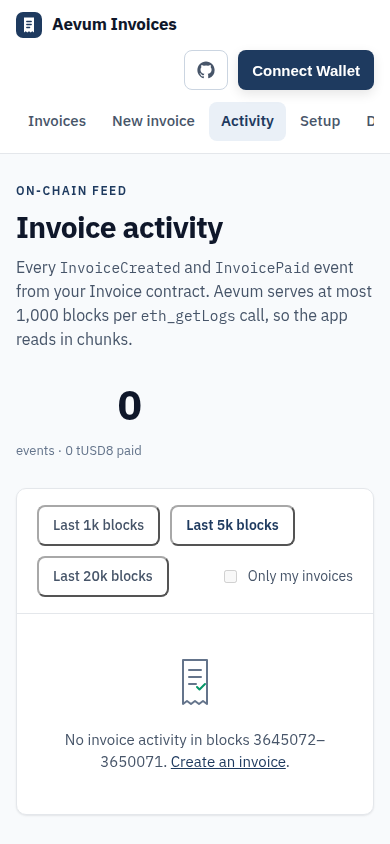 Aevum Invoices
Connect Wallet
Invoices New invoice Activity Setup
ON-CHAIN FEED
Invoice activity
Every InvoiceCreated and InvoicePaid event
from your Invoice contract. Aevum serves at most
1,000 blocks per eth_getLogs call, so the app
reads in chunks.
0
events · 0 tUSD8 paid
Last 1k blocks Last 5k blocks
Last 20k blocks Only my invoices
No invoice activity in blocks 3645072–
3650071. Create an invoice.